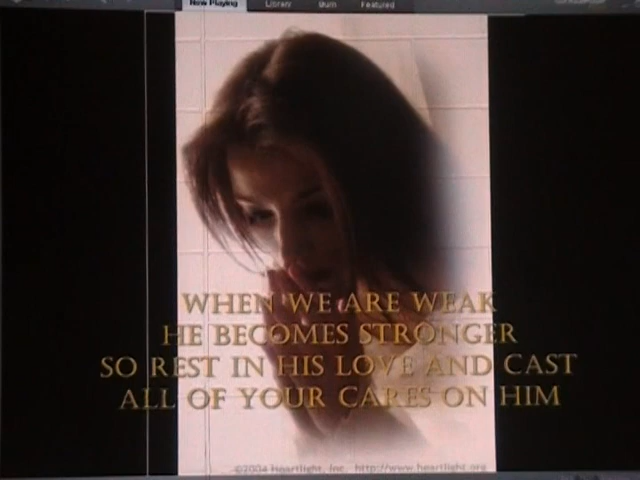 Now Playing Library Burn Featured
WHEN WE ARE WEAK
HE BECOMES STRONGER
SO REST IN HIS LOVE AND CAST
ALL OF YOUR CARES ON HIM
©2004 Heartlight, Inc. http://www.heartlight.org